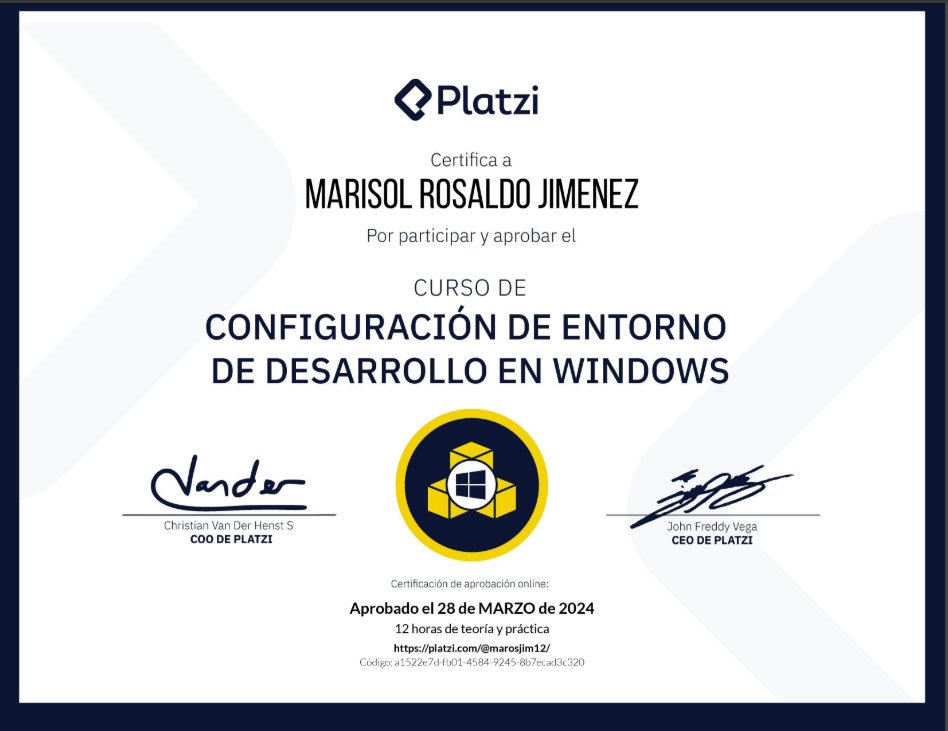 Platzi
Certifica a
MARISOL ROSALDO JIMENEZ
Por participar y aprobar el
CURSO DE
CONFIGURACIÓN DE ENTORNO
DE DESARROLLO EN WINDOWS
Vander
Christian Van Der Henst S
COO DE PLATZI
John Freddy Vega
CEO DE PLATZI
Certificación de aprobación online:
Aprobado el 28 de MARZO de 2024
12 horas de teoría y práctica
https://platzi.com/@marosjim12/
Código: a1522e7d-fb01-4584-9245-8b7ecad3c320